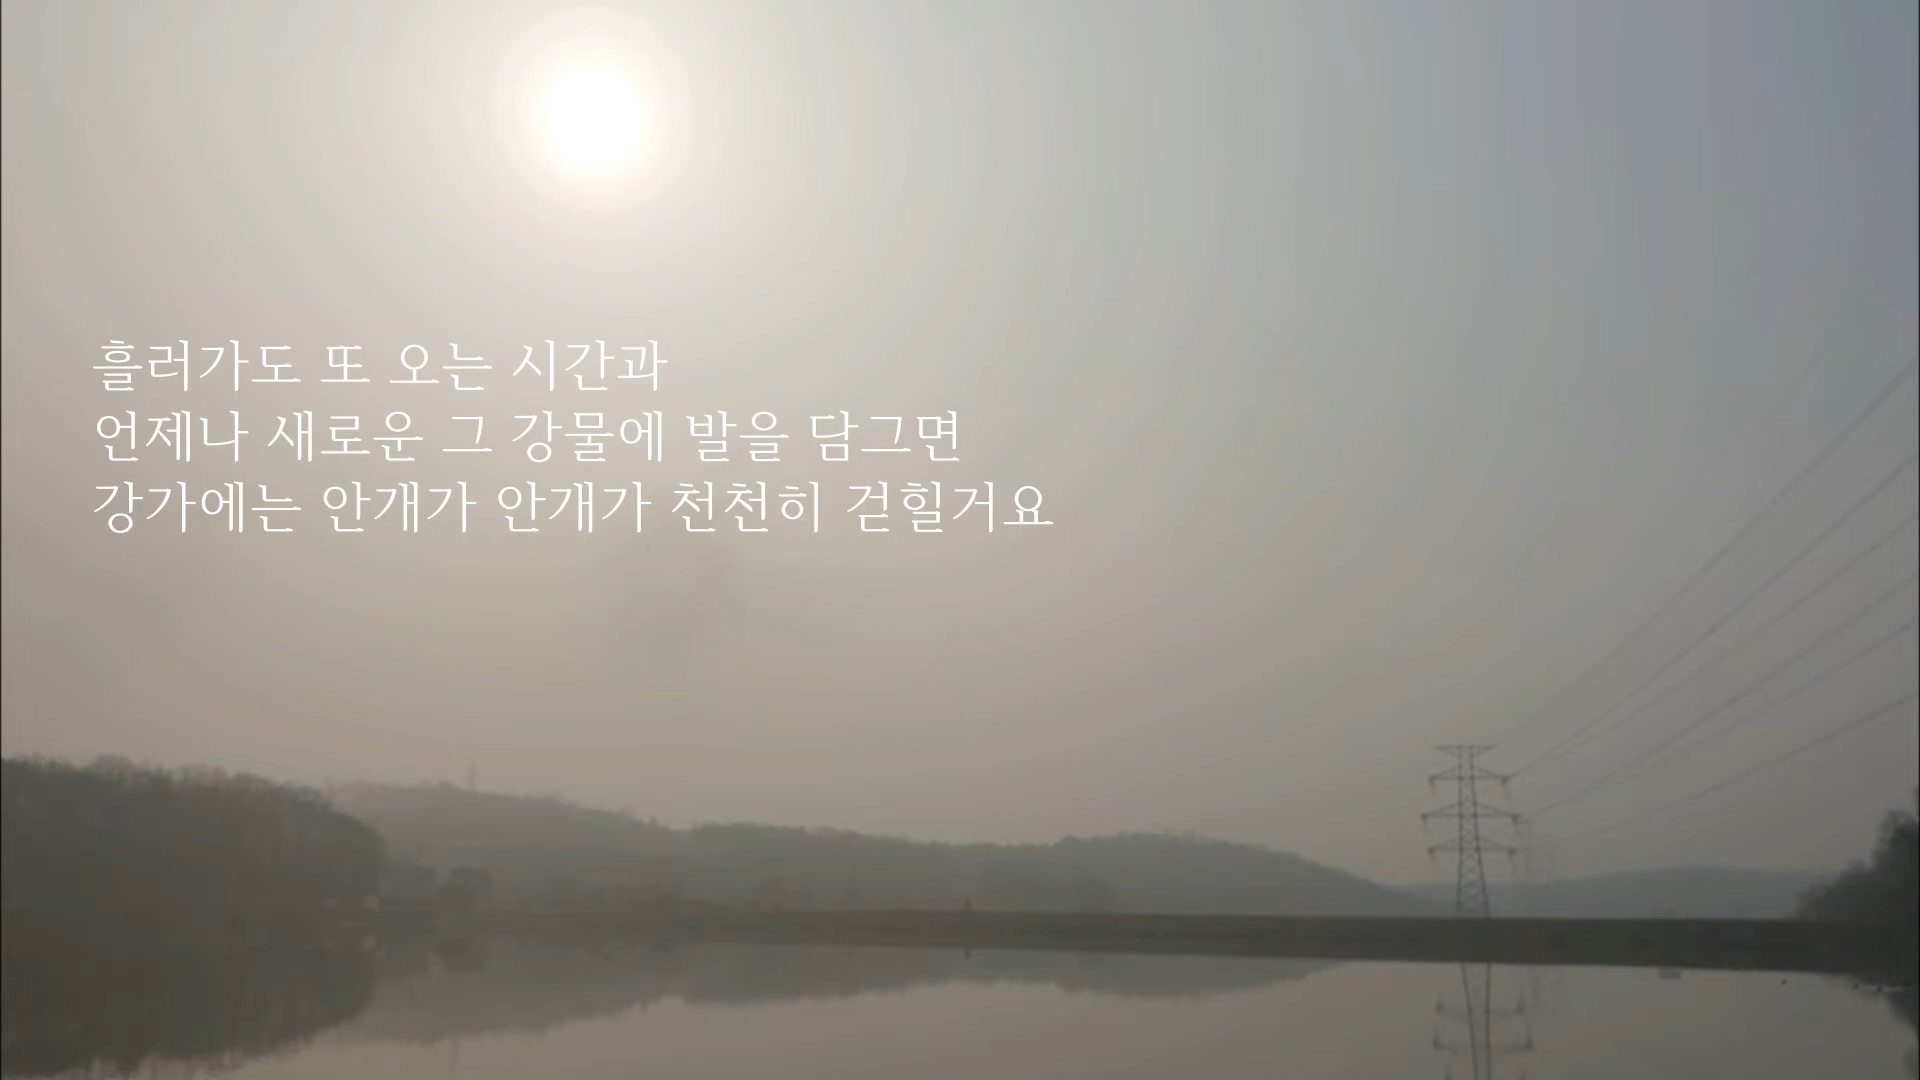 흘러가도 또 오는 시간과
언제나 새로운 그 강물에 발을 담그면
강가에는 안개가 안개가 천천히 걷힐거요